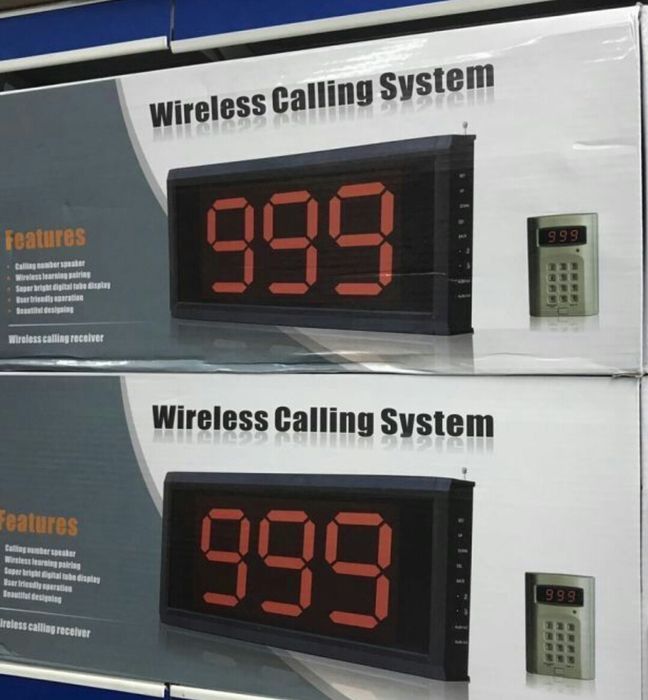 Wireless Calling System
999
999
Features
Calling number speaker
Wireless learning pairing
Super bright digital tube display
User friendly operation
Beautiful designing
Wireless calling receiver
Wireless Calling System
999
999
Features
Calling number speaker
Wireless learning pairing
Super bright digital tube display
User friendly operation
Beautiful designing
ireless calling receiver